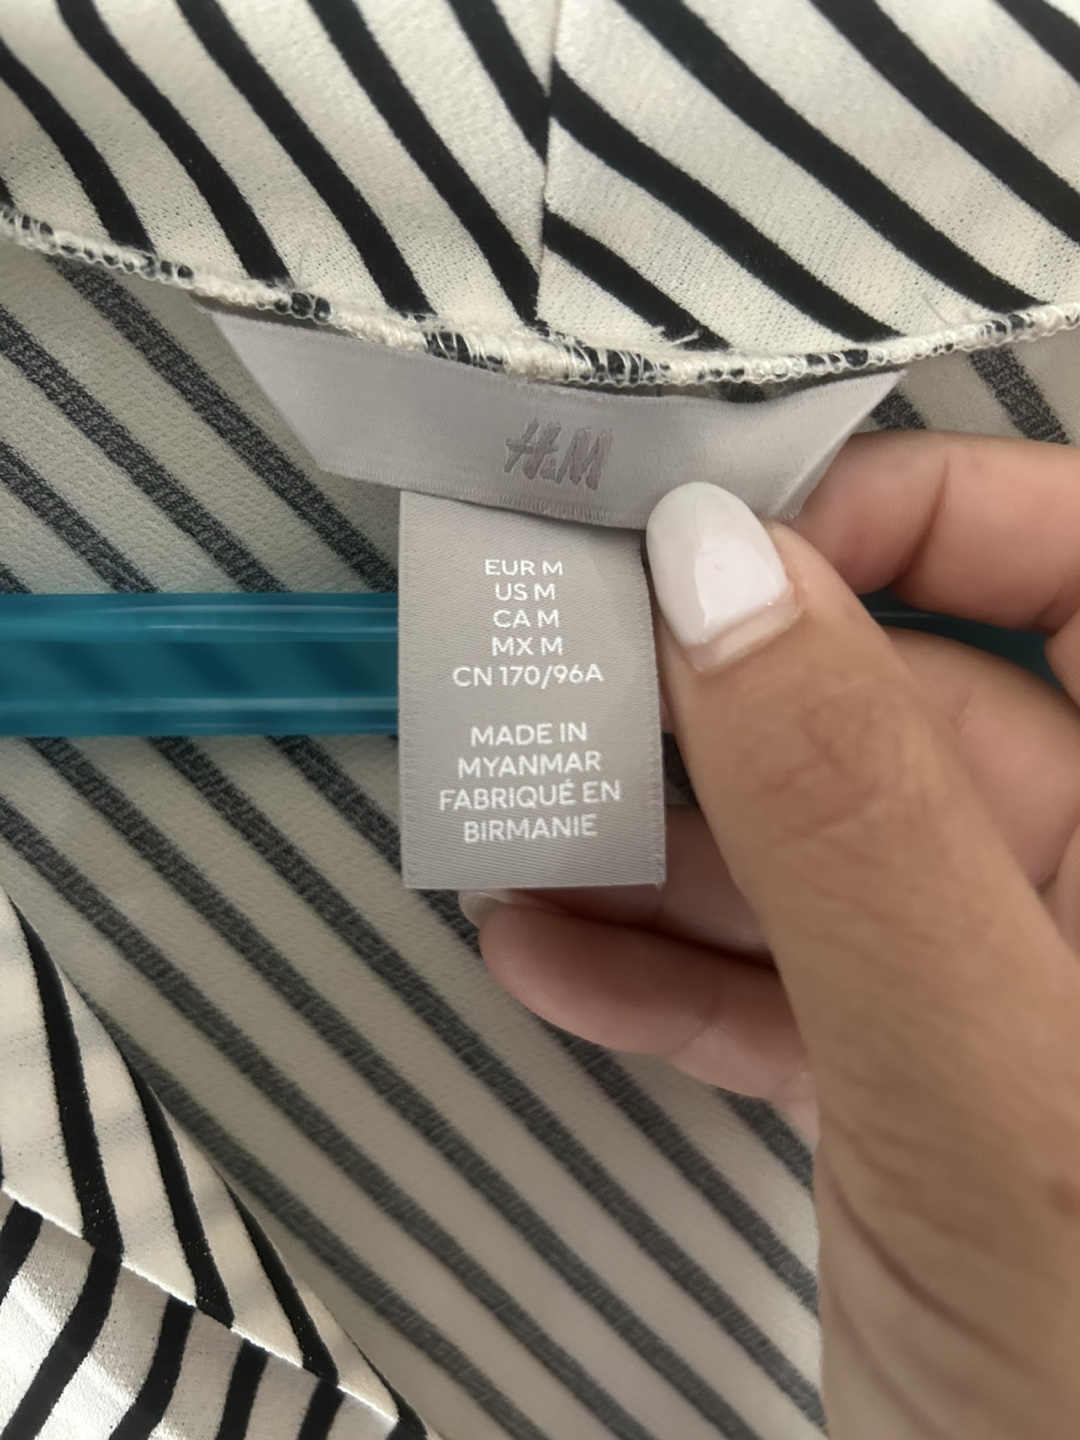 H&M
EUR M
US M
CA M
MX M
CN 170/96A
MADE IN
MYANMAR
FABRIQUÉ EN
BIRMANIE